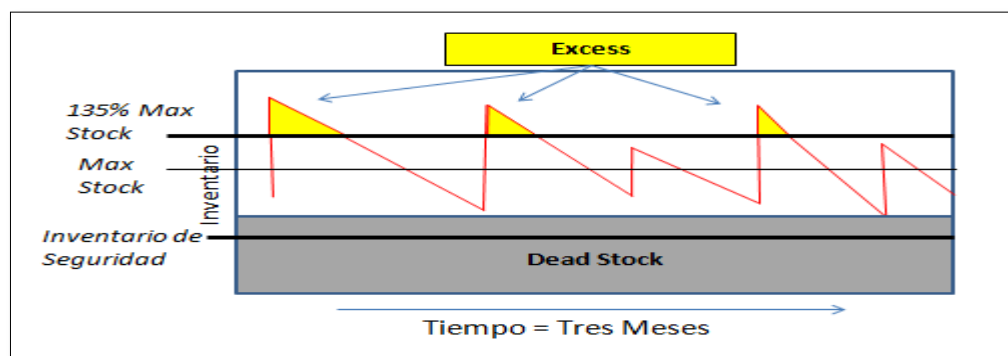 Excess
135% Max
Stock
Max
Stock
Inventario
Inventario de
Seguridad
Dead Stock
Tiempo = Tres Meses